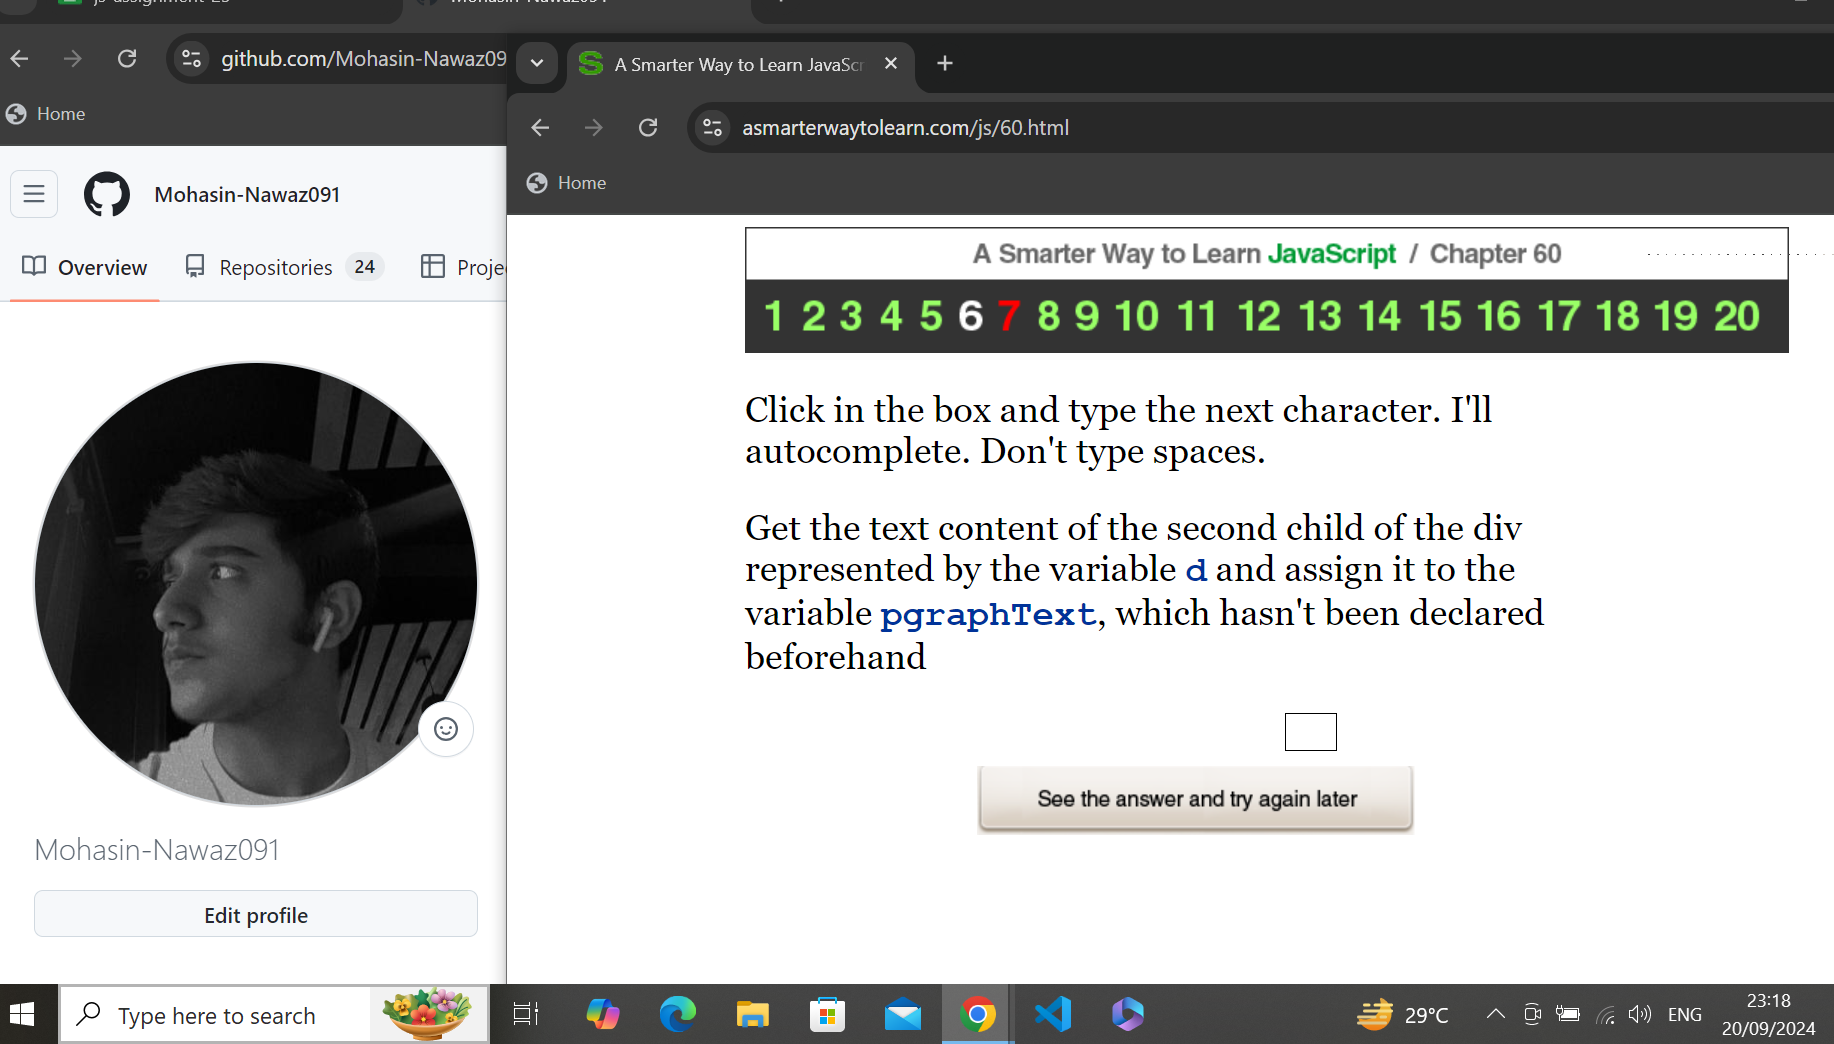 github.com/Mohasin-Nawaz09
Home
Mohasin-Nawaz091
Overview
Repositories 24
Mohasin-Nawaz091
Edit profile
A Smarter Way to Learn JavaScr
asmarterwaytolearn.com/js/60.html
Home
A Smarter Way to Learn JavaScript / Chapter 60
1 2 3 4 5 6 7 8 9 10 11 12 13 14 15 16 17 18 19 20
Click in the box and type the next character. I'll
autocomplete. Don't type spaces.
Get the text content of the second child of the div
represented by the variable d and assign it to the
variable pgraphText, which hasn't been declared
beforehand
See the answer and try again later
Type here to search
29°C
ENG
23:18
20/09/2024